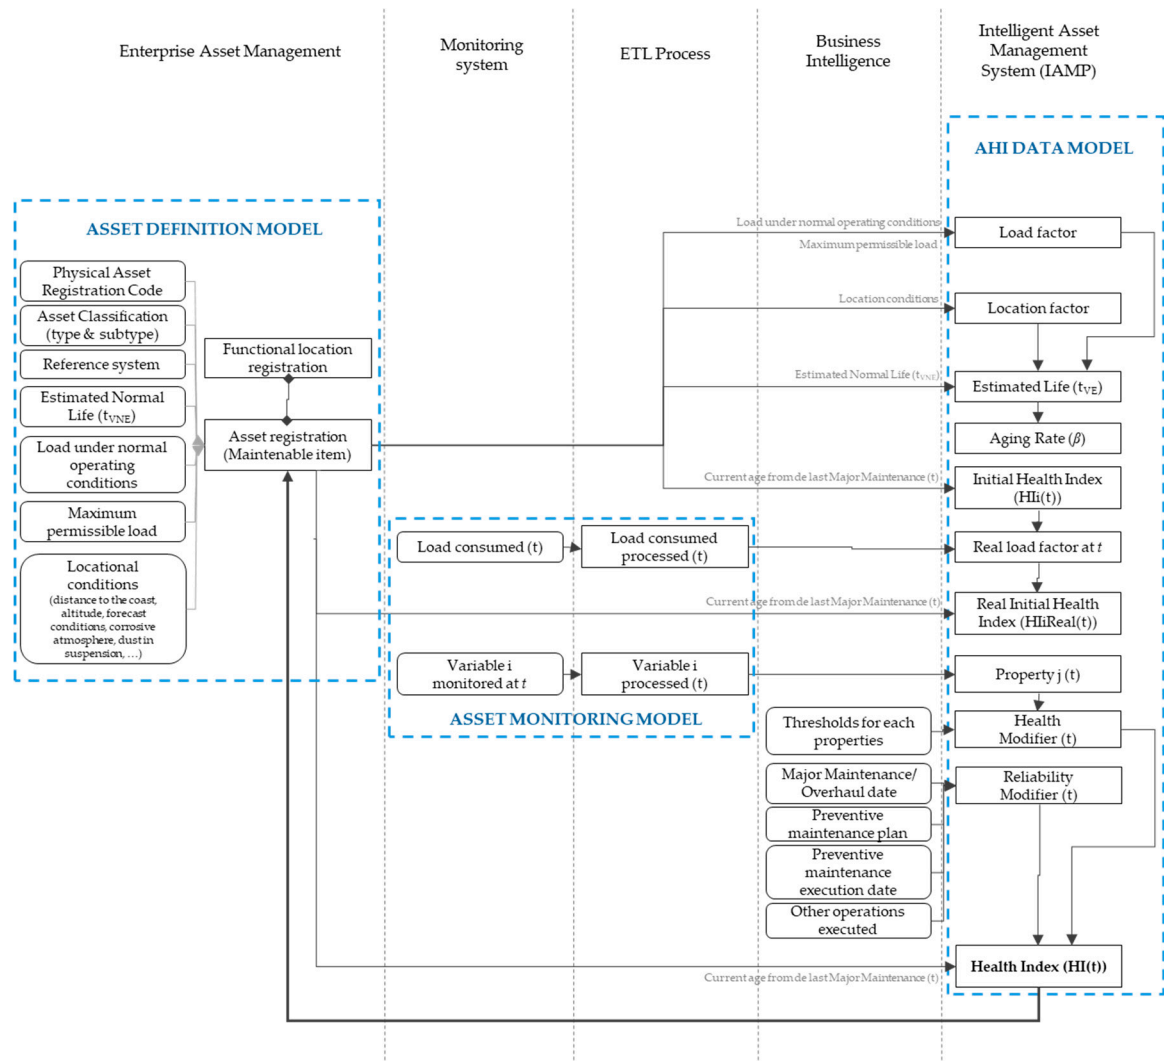 Enterprise Asset Management
Monitoring
system
ETL Process
Business
Intelligence
Intelligent Asset
Management
System (IAMP)
ASSET DEFINITION MODEL
Physical Asset
Registration Code
Asset Classification
(type & subtype)
Reference system
Estimated Normal
Life (tVNE)
Load under normal
operating
conditions
Maximum
permissible load
Locational
conditions
(distance to the coast,
altitude, forecast
conditions, corrosive
atmosphere, dust in
suspension, ...)
Functional location
registration
Asset registration
(Maintenable item)
Load consumed (t)
Load consumed
processed (t)
Variable i
monitored at t
Variable i
processed (t)
ASSET MONITORING MODEL
Load under normal operating conditions
Maximum permissible load
Location conditions
Estimated Normal Life (tVNE)
Current age from de last Major Maintenance (t)
Current age from de last Major Maintenance (t)
Thresholds for each
properties
Major Maintenance/
Overhaul date
Preventive
maintenance plan
Preventive
maintenance
execution date
Other operations
executed
Current age from de last Major Maintenance (t)
AHI DATA MODEL
Load factor
Location factor
Estimated Life (tVE)
Aging Rate (β)
Initial Health Index
(HIi(t))
Real load factor at t
Real Initial Health
Index (HIiReal(t))
Property j (t)
Health
Modifier (t)
Reliability
Modifier (t)
Health Index (HI(t))